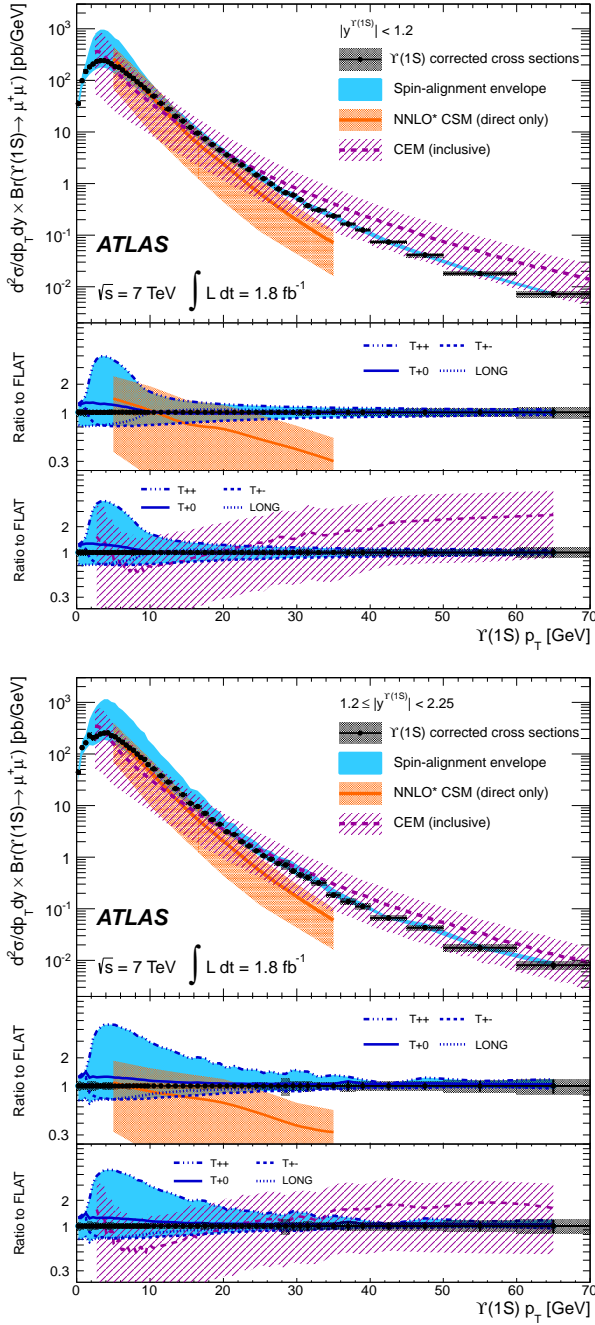 |y^ϒ(1S)| < 1.2
ϒ(1S) corrected cross sections
Spin-alignment envelope
NNLO* CSM (direct only)
CEM (inclusive)
d²σ/dp_T dy × Br(ϒ(1S)→ μ⁺μ⁻) [pb/GeV]
10³
10²
10
1
10⁻¹
10⁻²
ATLAS
√s = 7 TeV ∫ L dt = 1.8 fb⁻¹
T++ T+-
T+0 LONG
Ratio to FLAT
2
1
0.3
T++ T+-
T+0 LONG
Ratio to FLAT
2
1
0.3
0 10 20 30 40 50 60 70
ϒ(1S) p_T [GeV]
1.2 ≤ |y^ϒ(1S)| < 2.25
ϒ(1S) corrected cross sections
Spin-alignment envelope
NNLO* CSM (direct only)
CEM (inclusive)
d²σ/dp_T dy × Br(ϒ(1S)→ μ⁺μ⁻) [pb/GeV]
10³
10²
10
1
10⁻¹
10⁻²
ATLAS
√s = 7 TeV ∫ L dt = 1.8 fb⁻¹
T++ T+-
T+0 LONG
Ratio to FLAT
2
1
0.3
T++ T+-
T+0 LONG
Ratio to FLAT
2
1
0.3
0 10 20 30 40 50 60 70
ϒ(1S) p_T [GeV]